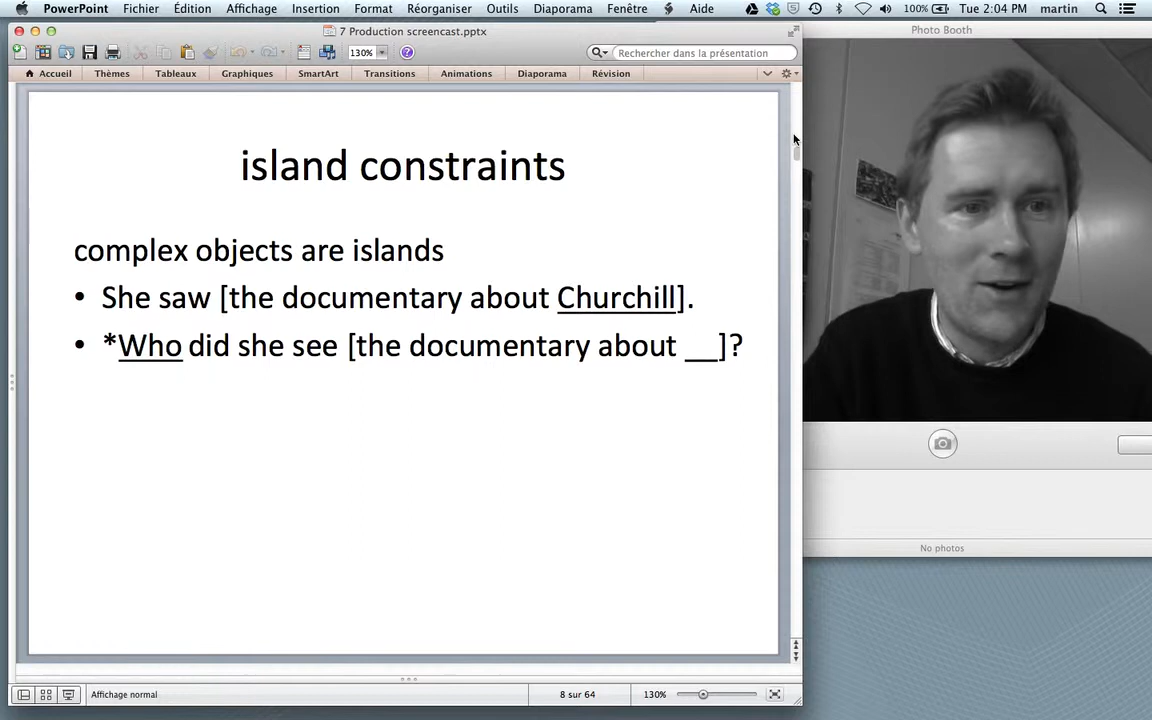 PowerPoint Fichier Édition Affichage Insertion Format Réorganiser Outils Diaporama Fenêtre Aide 100% Tue 2:04 PM martin
Photo Booth
7 Production screencast.pptx
130% Rechercher dans la présentation
Accueil Thèmes Tableaux Graphiques SmartArt Transitions Animations Diaporama Révision
island constraints
complex objects are islands
• She saw [the documentary about Churchill].
• *Who did she see [the documentary about __]?
No photos
Affichage normal 8 sur 64 130%